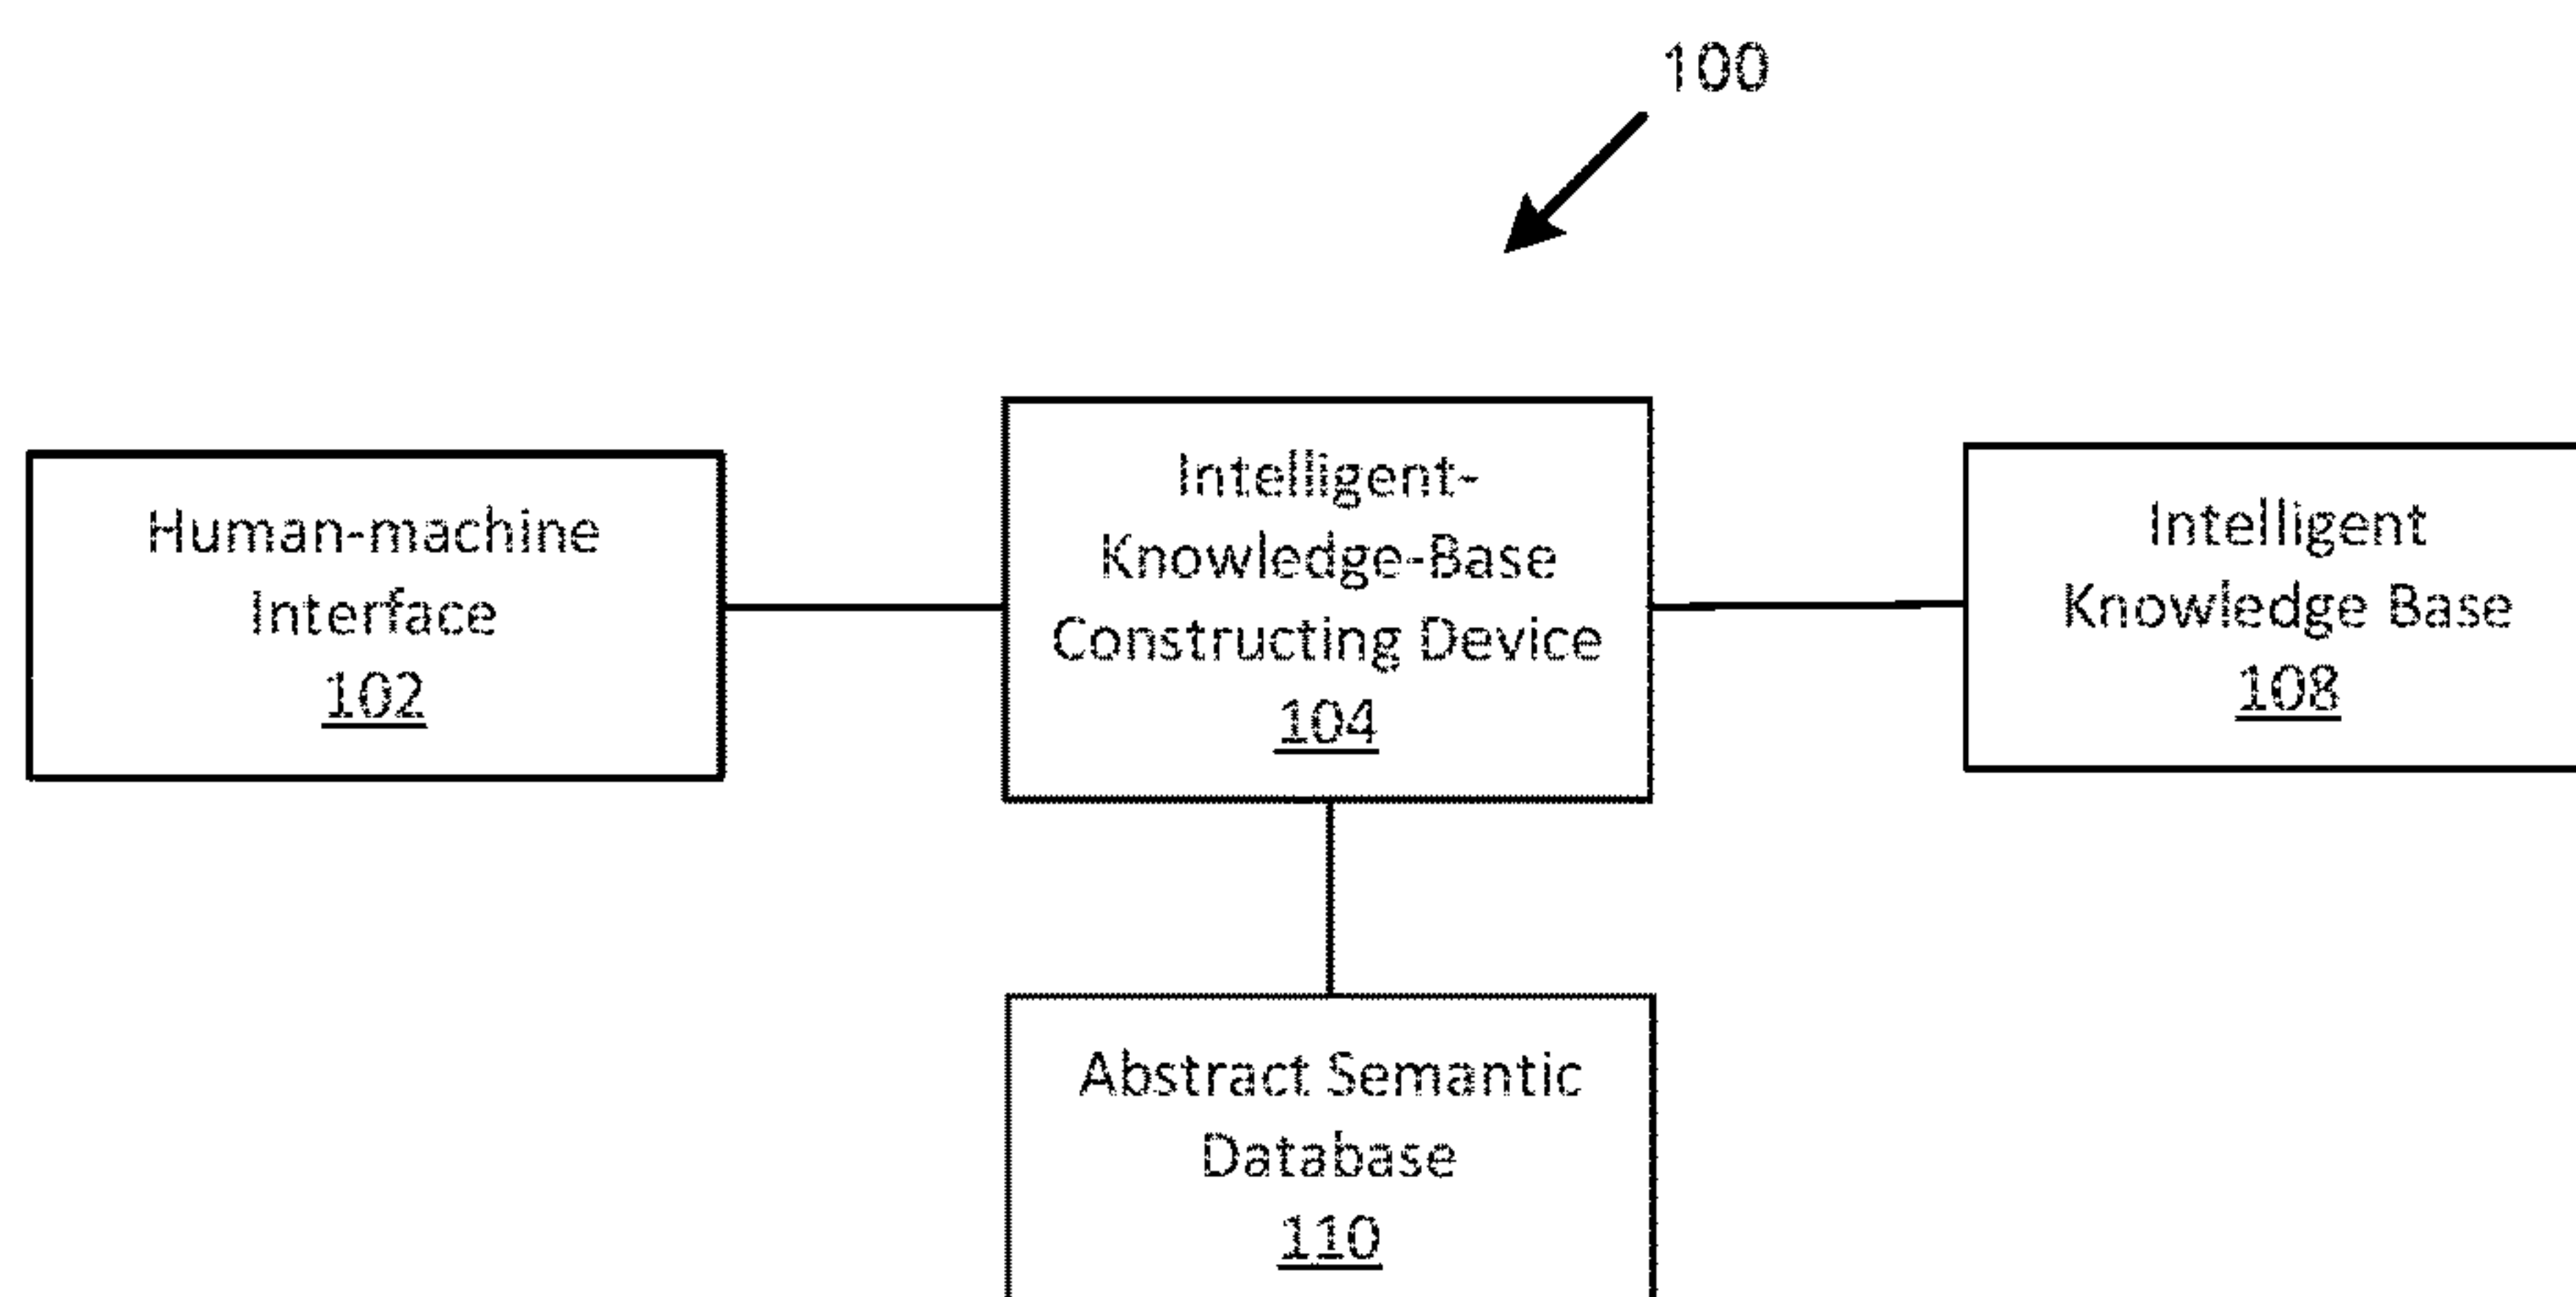 100
Human-machine
Interface
102
Intelligent-
Knowledge-Base
Constructing Device
104
Intelligent
Knowledge Base
108
Abstract Semantic
Database
110